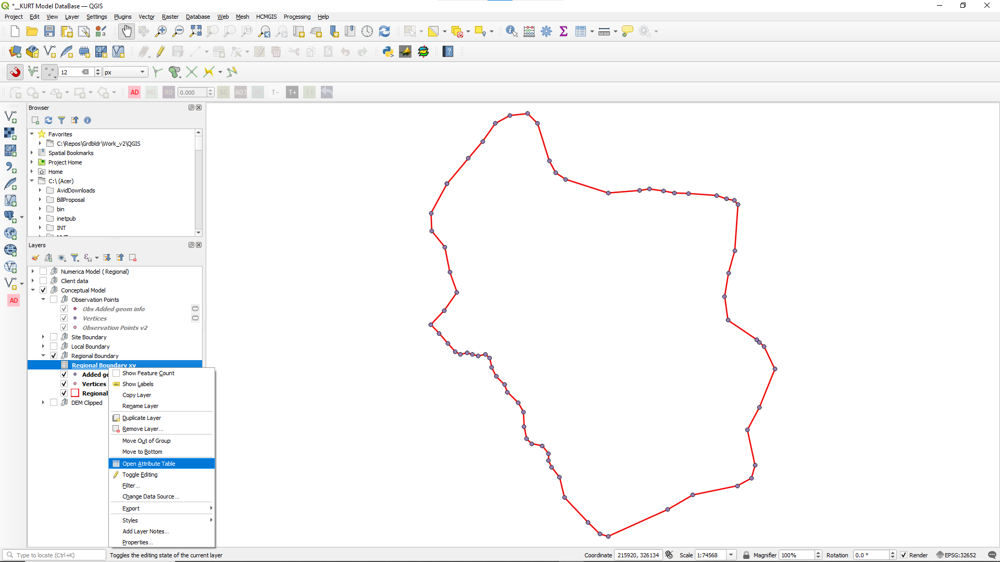 *__KURT Model DataBase — QGIS
Project Edit View Layer Settings Plugins Vector Raster Database Web Mesh HCMGIS Processing Help
12 px
AD MO RO 0.000 SC ADJ T- T+
Browser
Favorites
C:\Repos\Grdbldr\Work_v2\QGIS
Spatial Bookmarks
Project Home
Home
C:\ (Acer)
AvidDownloads
BillProposal
bin
inetpub
INT
Layers
Numerica Model ( Regional)
Client data
Conceptual Model
Observation Points
Obs Added geom info
Vertices
Observation Points v2
Site Boundary
Local Boundary
Regional Boundary
Regional Boundary xy
Added ge
Vertices
Regional
DEM Clipped
AD
Show Feature Count
abc Show Labels
Copy Layer
Rename Layer
Duplicate Layer
Remove Layer...
Move Out of Group
Move to Bottom
Open Attribute Table
Toggle Editing
Filter...
Change Data Source...
Export
Styles
Add Layer Notes...
Properties...
Type to locate (Ctrl+K) Toggles the editing state of the current layer Coordinate 215920, 326134 Scale 1:74568 Magnifier 100% Rotation 0.0 ° Render EPSG:32652